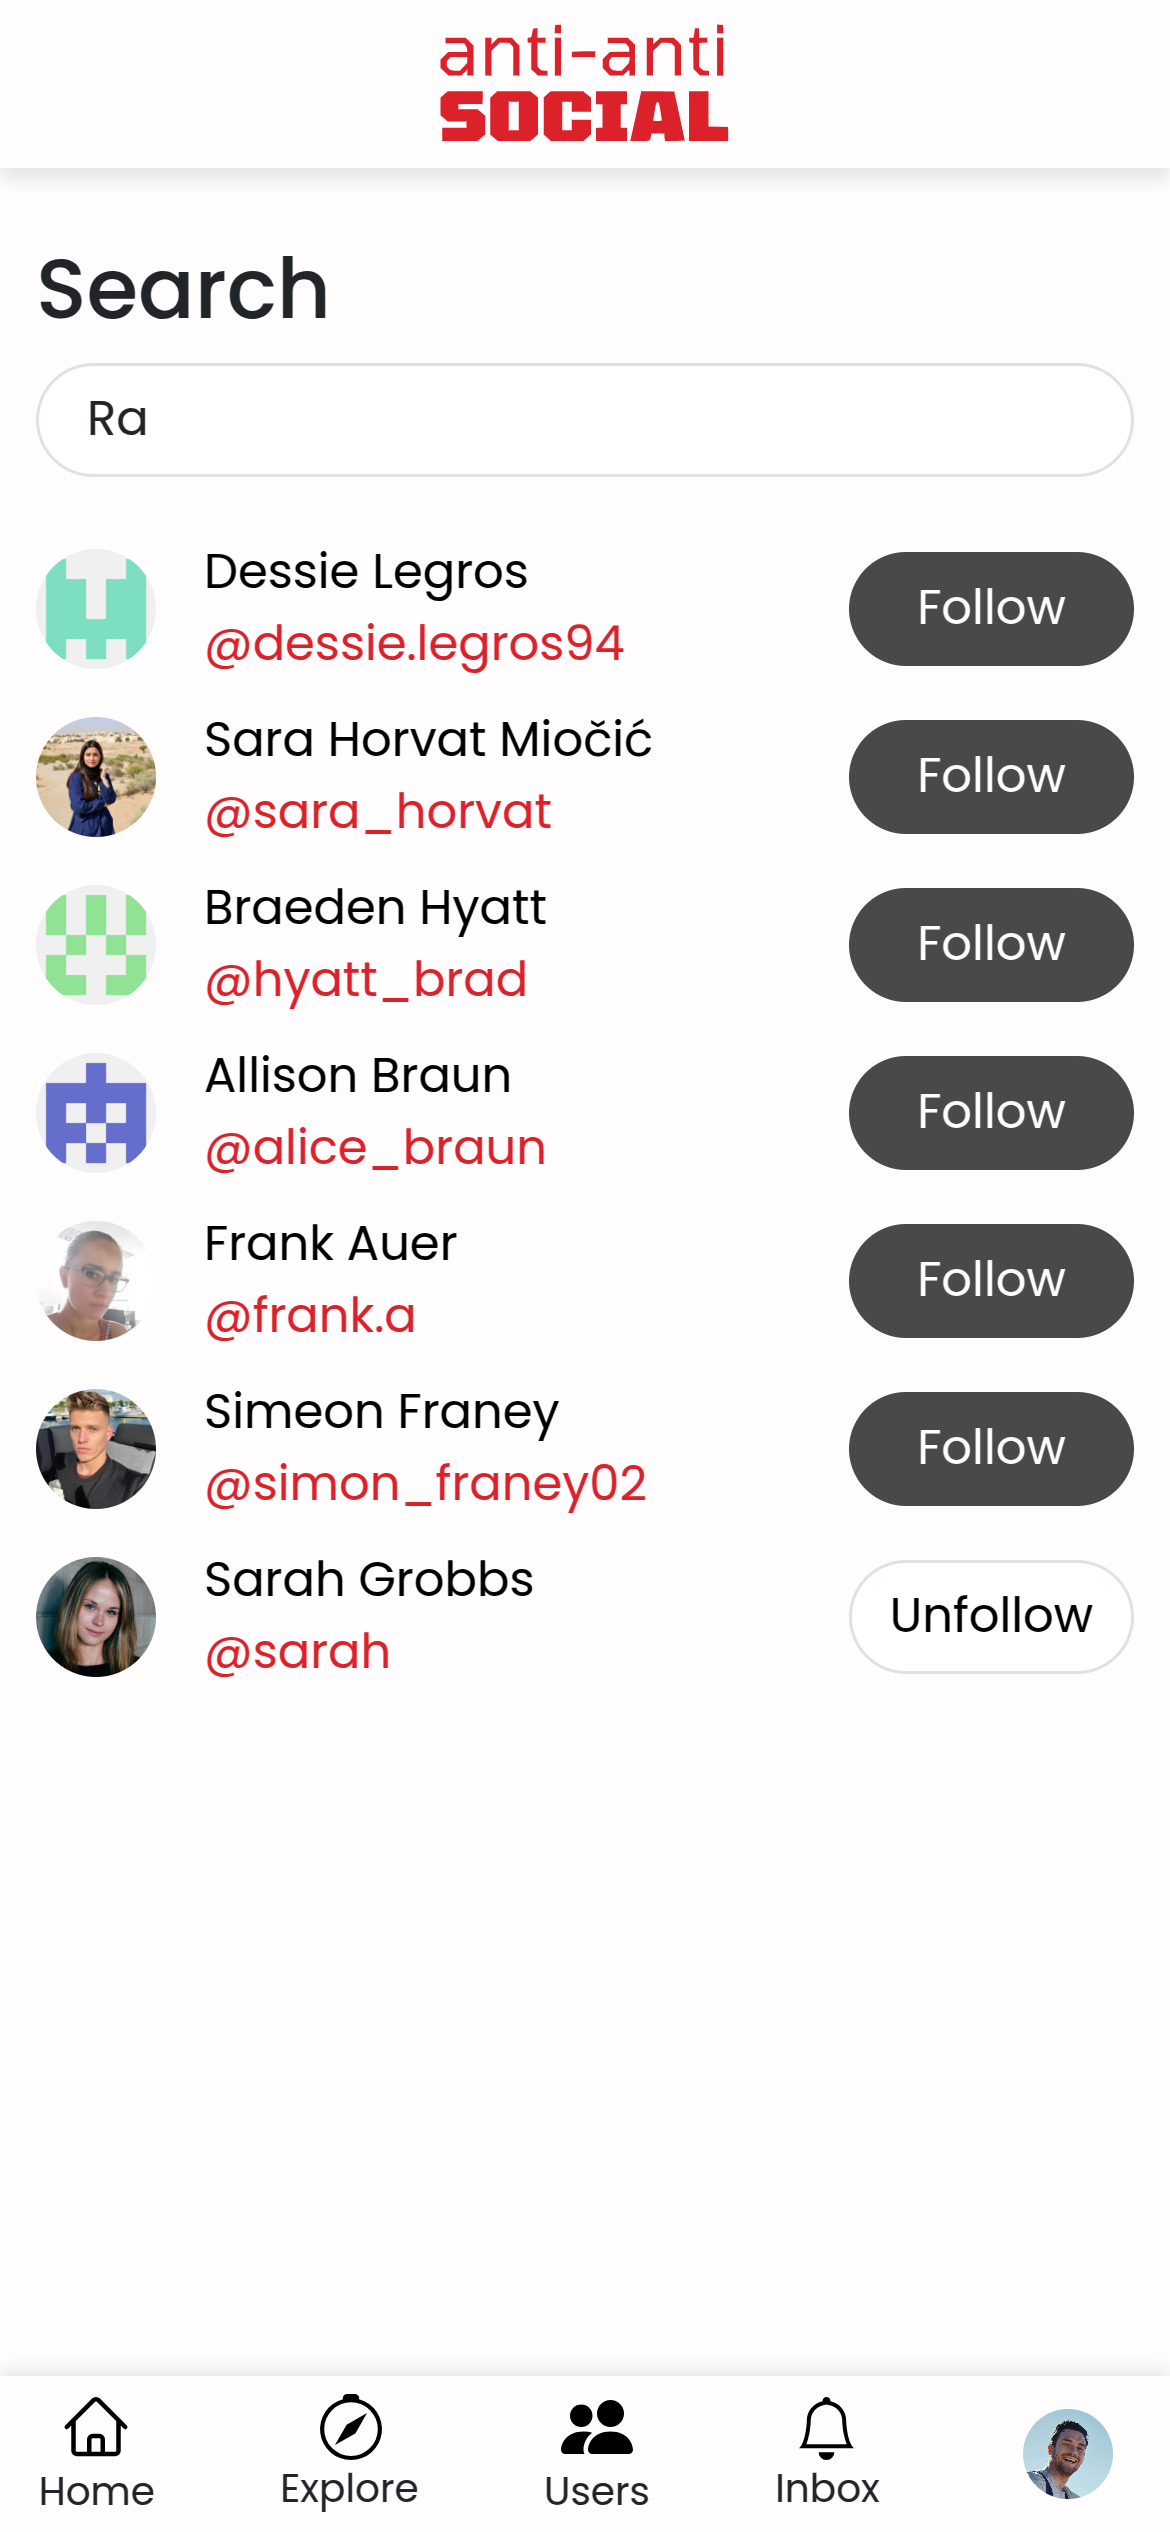 anti-anti
SOCIAL
Search
Ra
Dessie Legros
@dessie.legros94
Follow
Sara Horvat Miočić
@sara_horvat
Follow
Braeden Hyatt
@hyatt_brad
Follow
Allison Braun
@alice_braun
Follow
Frank Auer
@frank.a
Follow
Simeon Franey
@simon_franey02
Follow
Sarah Grobbs
@sarah
Unfollow
Home
Explore
Users
Inbox